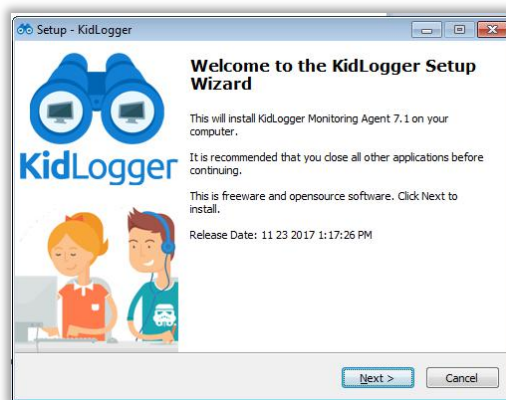 Setup - KidLogger
KidLogger
Welcome to the KidLogger Setup
Wizard
This will install KidLogger Monitoring Agent 7.1 on your
computer.
It is recommended that you close all other applications before
continuing.
This is freeware and opensource software. Click Next to
install.
Release Date: 11 23 2017 1:17:26 PM
Next >
Cancel